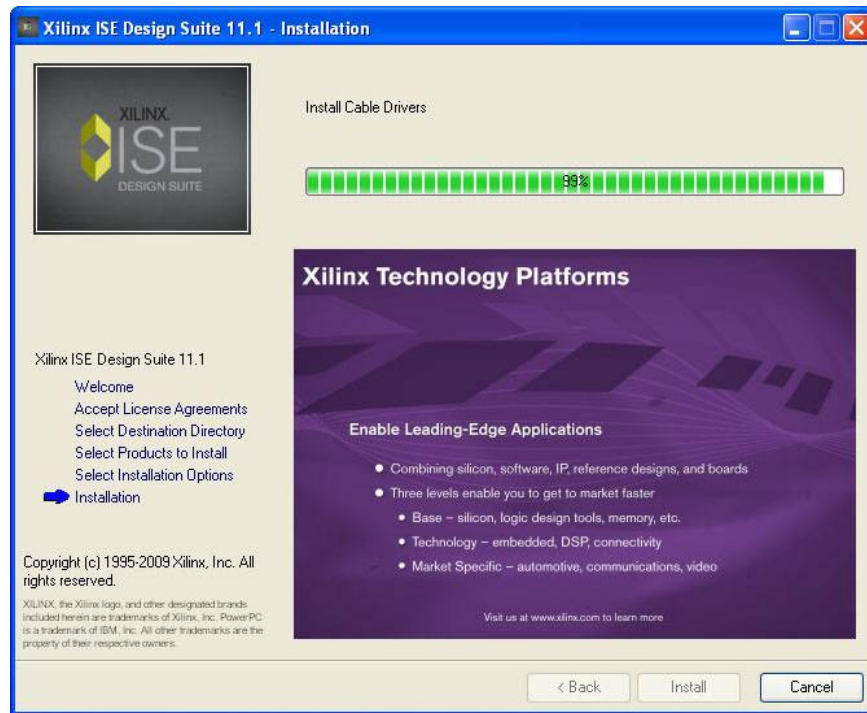 Xilinx ISE Design Suite 11.1 - Installation
XILINX.
ISE
DESIGN SUITE
Install Cable Drivers
99%
Xilinx ISE Design Suite 11.1
Welcome
Accept License Agreements
Select Destination Directory
Select Products to Install
Select Installation Options
Installation
Copyright (c) 1995-2009 Xilinx, Inc. All
rights reserved.
XILINX, the Xilinx logo, and other designated brands
included herein are trademarks of Xilinx, Inc. PowerPC
is a trademark of IBM, Inc. All other trademarks are the
property of their respective owners.
Xilinx Technology Platforms
Enable Leading-Edge Applications
• Combining silicon, software, IP, reference designs, and boards
• Three levels enable you to get to market faster
• Base – silicon, logic design tools, memory, etc.
• Technology – embedded, DSP, connectivity
• Market Specific – automotive, communications, video
Visit us at www.xilinx.com to learn more
< Back
Install
Cancel